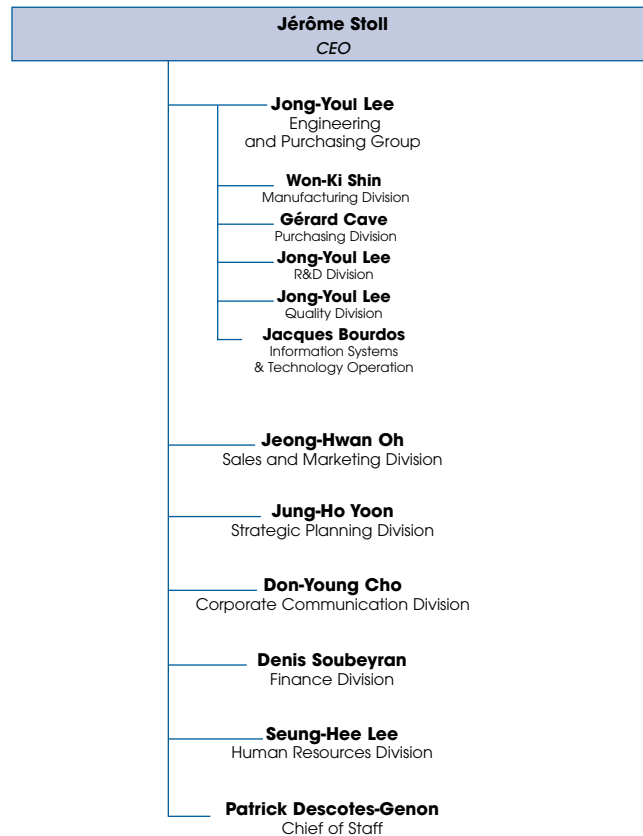 Jérôme Stoll
CEO
Jong-Youl Lee
Engineering
and Purchasing Group
Won-Ki Shin
Manufacturing Division
Gérard Cave
Purchasing Division
Jong-Youl Lee
R&D Division
Jong-Youl Lee
Quality Division
Jacques Bourdos
Information Systems
& Technology Operation
Jeong-Hwan Oh
Sales and Marketing Division
Jung-Ho Yoon
Strategic Planning Division
Don-Young Cho
Corporate Communication Division
Denis Soubeyran
Finance Division
Seung-Hee Lee
Human Resources Division
Patrick Descotes-Genon
Chief of Staff